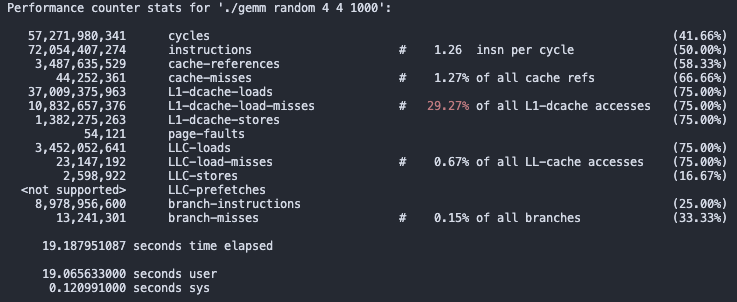 Performance counter stats for './gemm random 4 4 1000':
57,271,980,341 cycles (41.66%)
72,054,407,274 instructions # 1.26 insn per cycle (50.00%)
3,487,635,529 cache-references (58.33%)
44,252,361 cache-misses # 1.27% of all cache refs (66.66%)
37,009,375,963 L1-dcache-loads (75.00%)
10,832,657,376 L1-dcache-load-misses # 29.27% of all L1-dcache accesses (75.00%)
1,382,275,263 L1-dcache-stores (75.00%)
54,121 page-faults
3,452,052,641 LLC-loads (75.00%)
23,147,192 LLC-load-misses # 0.67% of all LL-cache accesses (75.00%)
2,598,922 LLC-stores (16.67%)
<not supported> LLC-prefetches
8,978,956,600 branch-instructions (25.00%)
13,241,301 branch-misses # 0.15% of all branches (33.33%)
19.187951087 seconds time elapsed
19.065633000 seconds user
0.120991000 seconds sys